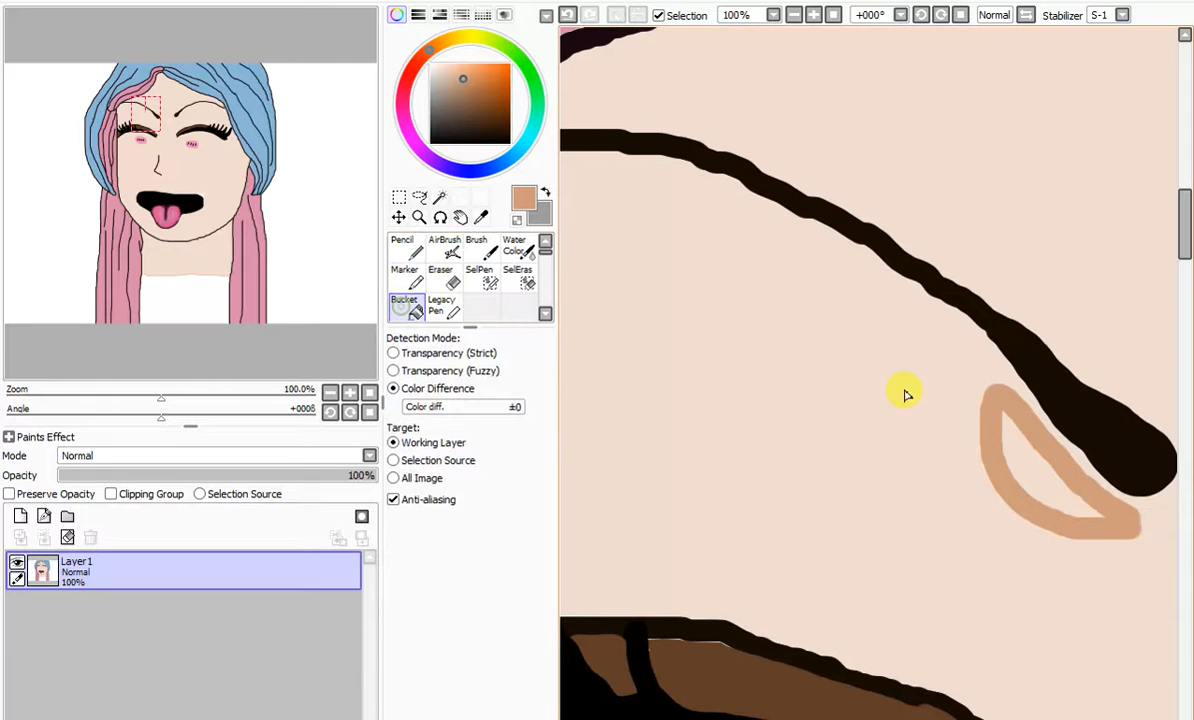 Selection 100% +000° Normal Stabilizer S-1
Pencil AirBrush Brush Water Color
Marker Eraser SelPen SelEras
Bucket Legacy Pen
Detection Mode:
Transparency (Strict)
Transparency (Fuzzy)
Color Difference
Color diff. ±0
Target:
Working Layer
Selection Source
All Image
Anti-aliasing
Zoom 100.0%
Angle +000
Paints Effect
Mode Normal
Opacity 100%
Preserve Opacity Clipping Group Selection Source
Layer1
Normal
100%